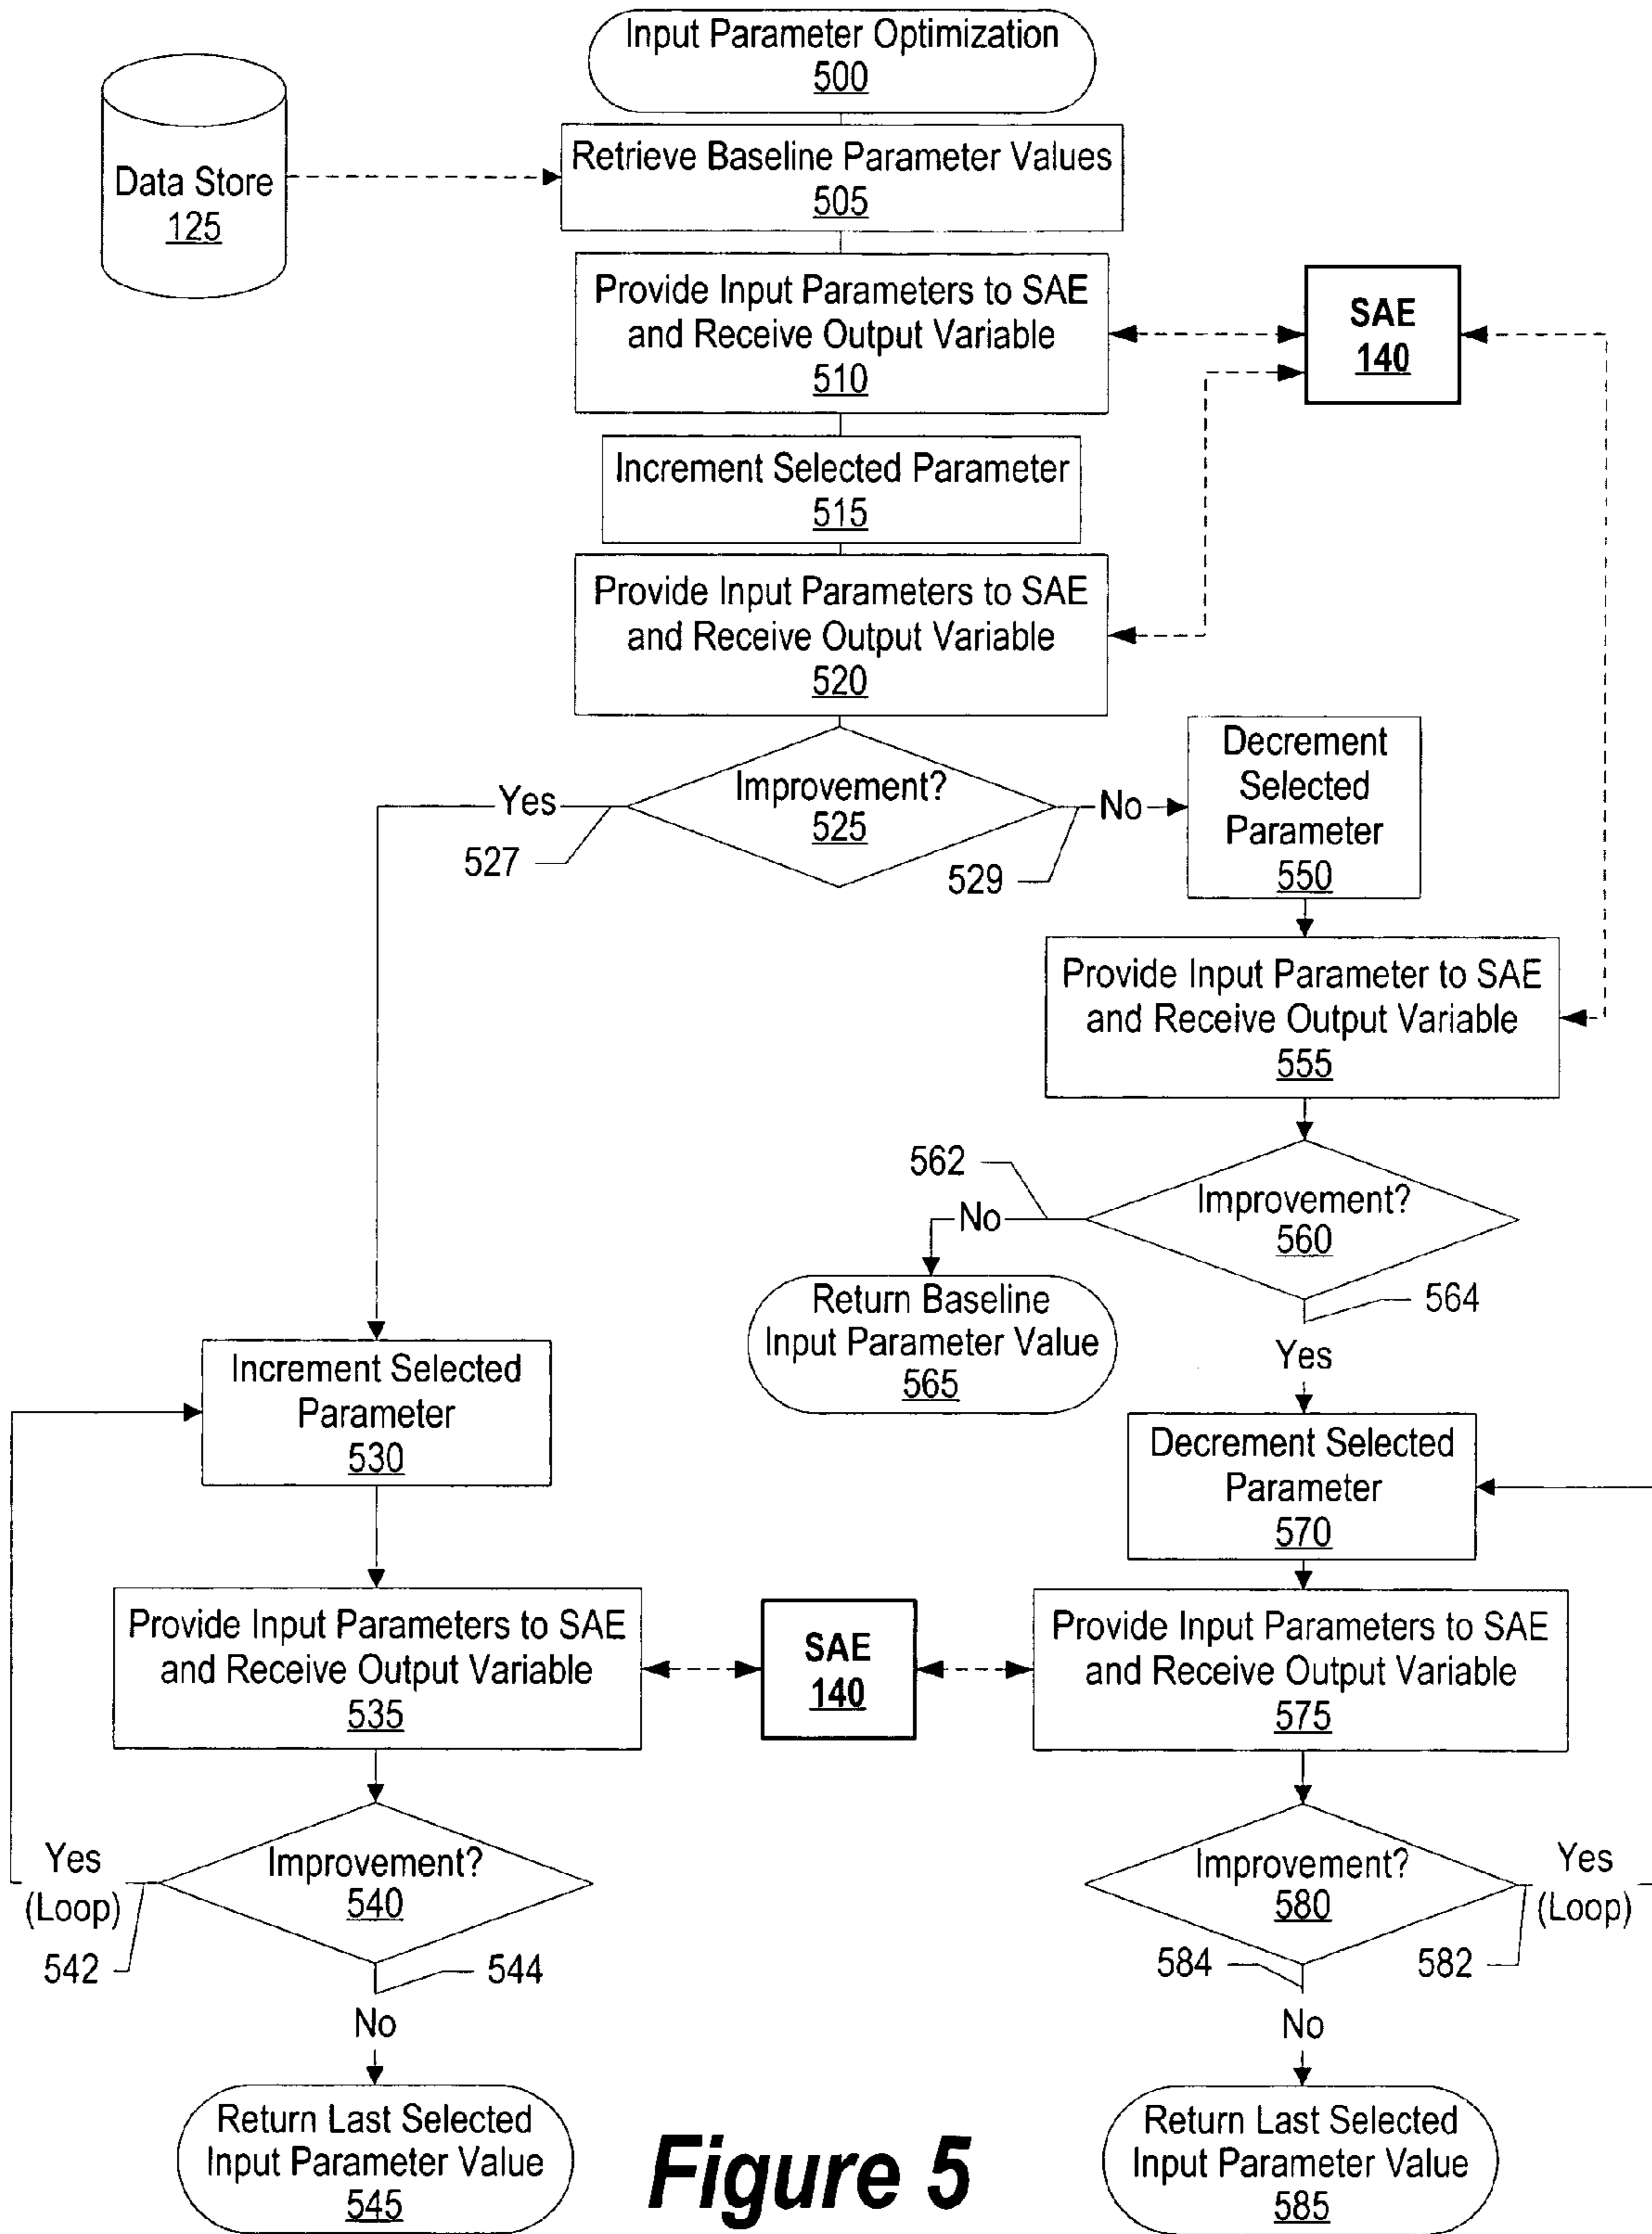 Input Parameter Optimization
500
Data Store
125
Retrieve Baseline Parameter Values
505
Provide Input Parameters to SAE
and Receive Output Variable
510
SAE
140
Increment Selected Parameter
515
Provide Input Parameters to SAE
and Receive Output Variable
520
Improvement?
525
Yes
527
No
529
Decrement
Selected
Parameter
550
Provide Input Parameter to SAE
and Receive Output Variable
555
Improvement?
560
562
No
564
Yes
Return Baseline
Input Parameter Value
565
Increment Selected
Parameter
530
Decrement Selected
Parameter
570
Provide Input Parameters to SAE
and Receive Output Variable
535
SAE
140
Provide Input Parameters to SAE
and Receive Output Variable
575
Improvement?
540
Yes
(Loop)
542
544
No
Improvement?
580
Yes
(Loop)
582
584
No
Return Last Selected
Input Parameter Value
545
Figure 5
Return Last Selected
Input Parameter Value
585